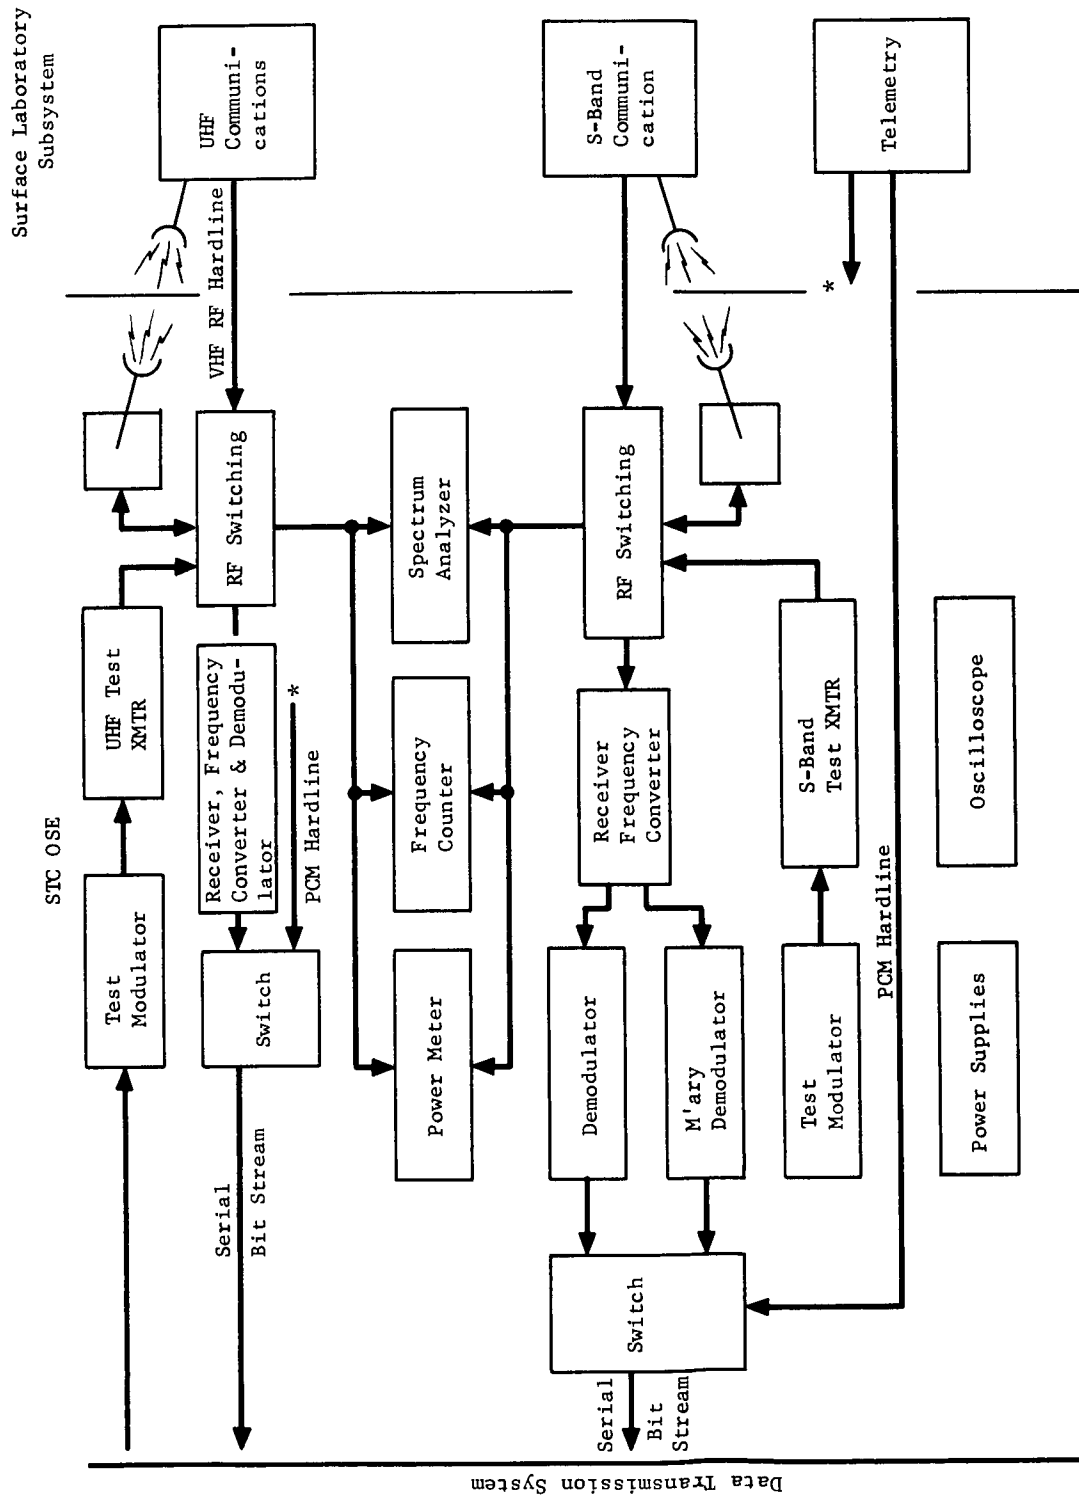 Surface Laboratory
Subsystem
UHF
Communi-
cations
S-Band
Communi-
cation
Telemetry
VHF RF Hardline
*
STC OSE
Test
Modulator
UHF Test
XMTR
RF Switching
Receiver, Frequency
Converter & Demodu-
lator
*
PCM Hardline
Switch
Serial
Bit Stream
Power Meter
Frequency
Counter
Spectrum
Analyzer
RF Switching
Receiver
Frequency
Converter
Demodulator
M'ary
Demodulator
Switch
Serial
Bit
Stream
Test
Modulator
S-Band
Test XMTR
PCM Hardline
Power Supplies
Oscilloscope
Data Transmission System